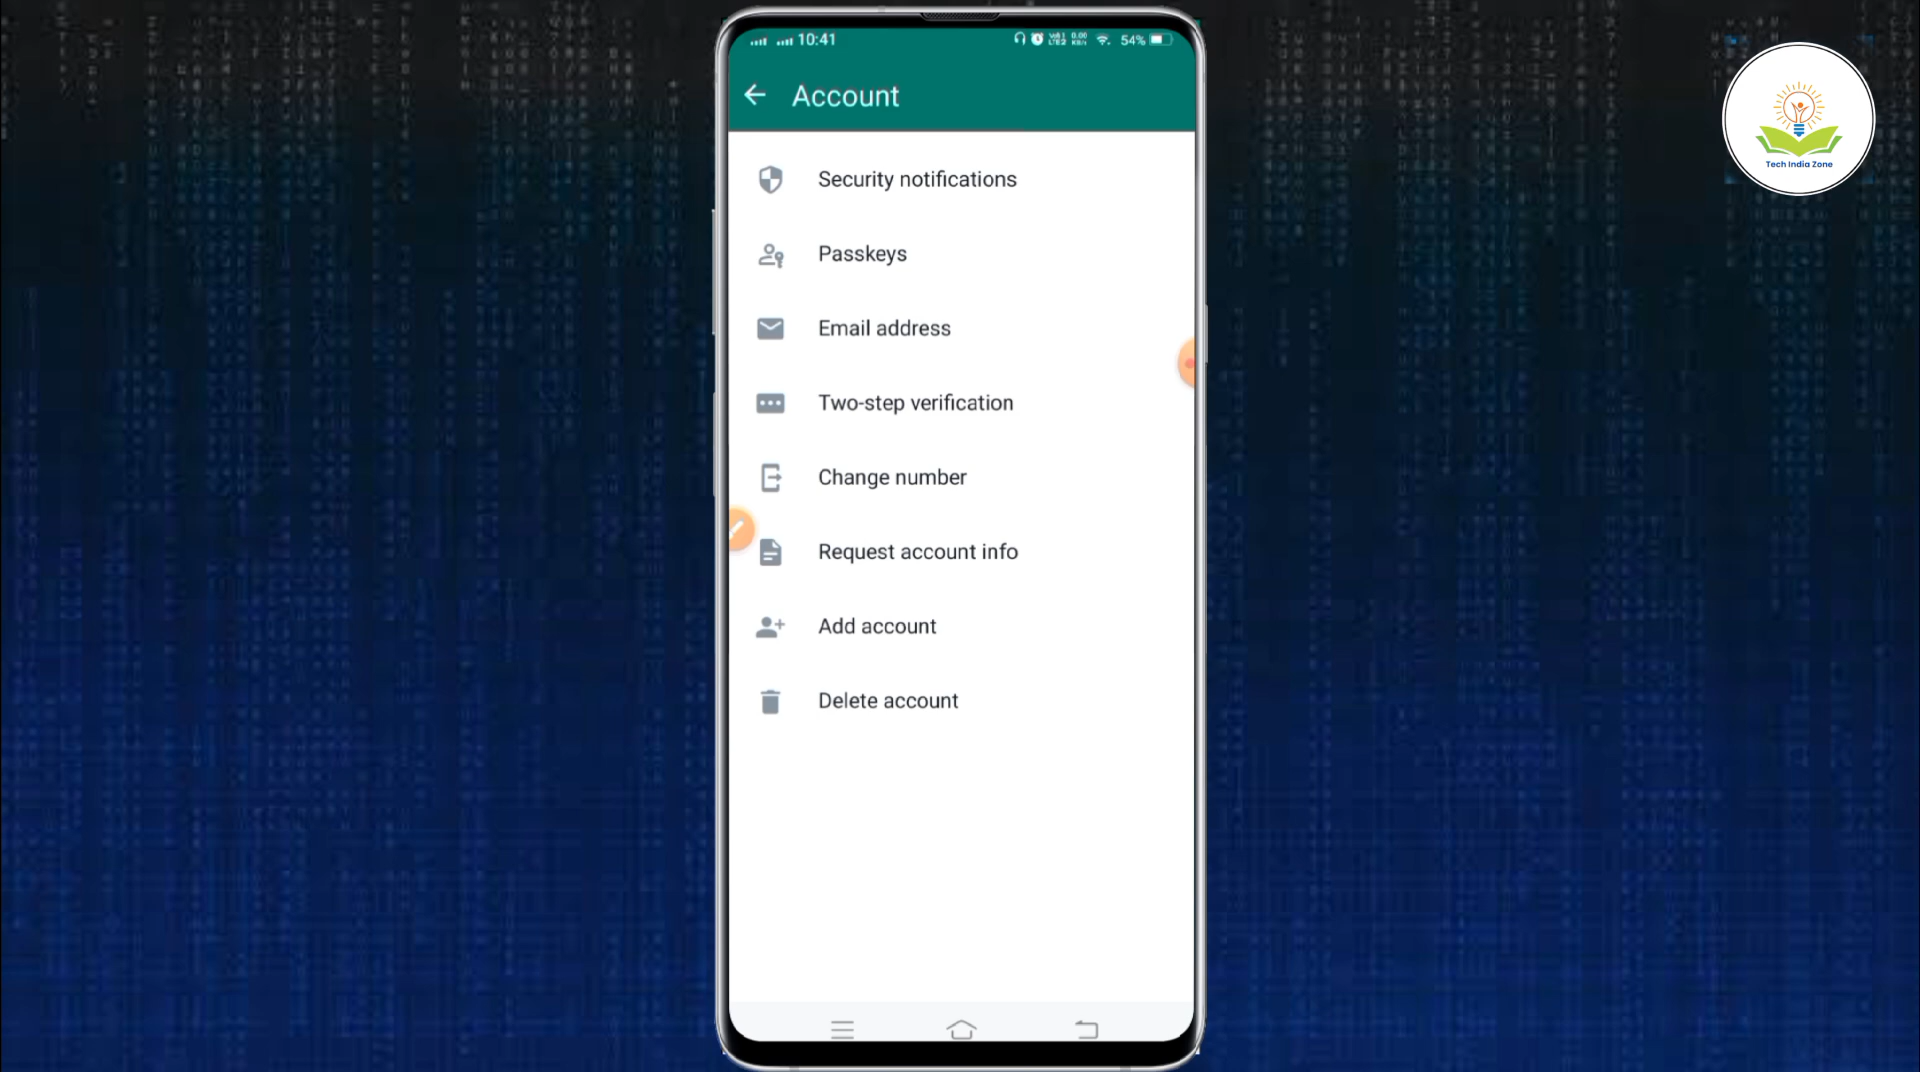 10:41
54%
Account
Security notifications
Passkeys
Email address
Two-step verification
Change number
Request account info
Add account
Delete account
Tech India Zone